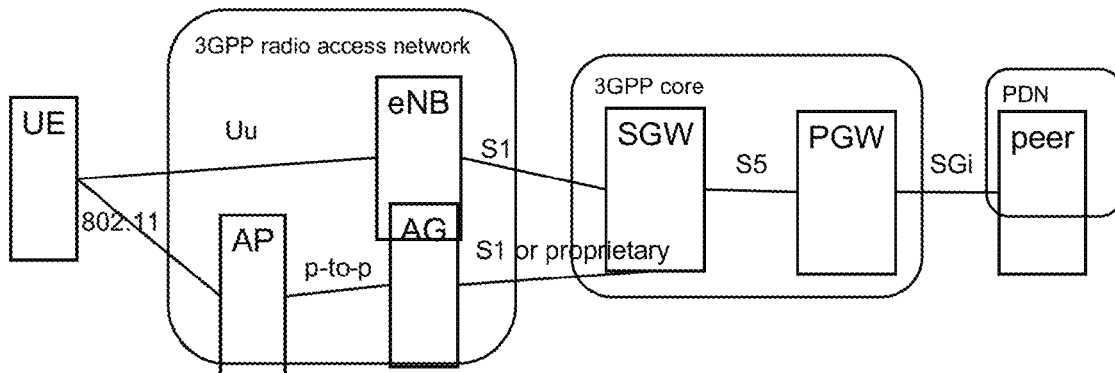 3GPP radio access network
3GPP core
PDN
UE
Uu
eNB
S1
SGW
S5
PGW
SGi
peer
802.11
AP
p-to-p
AG
S1 or proprietary